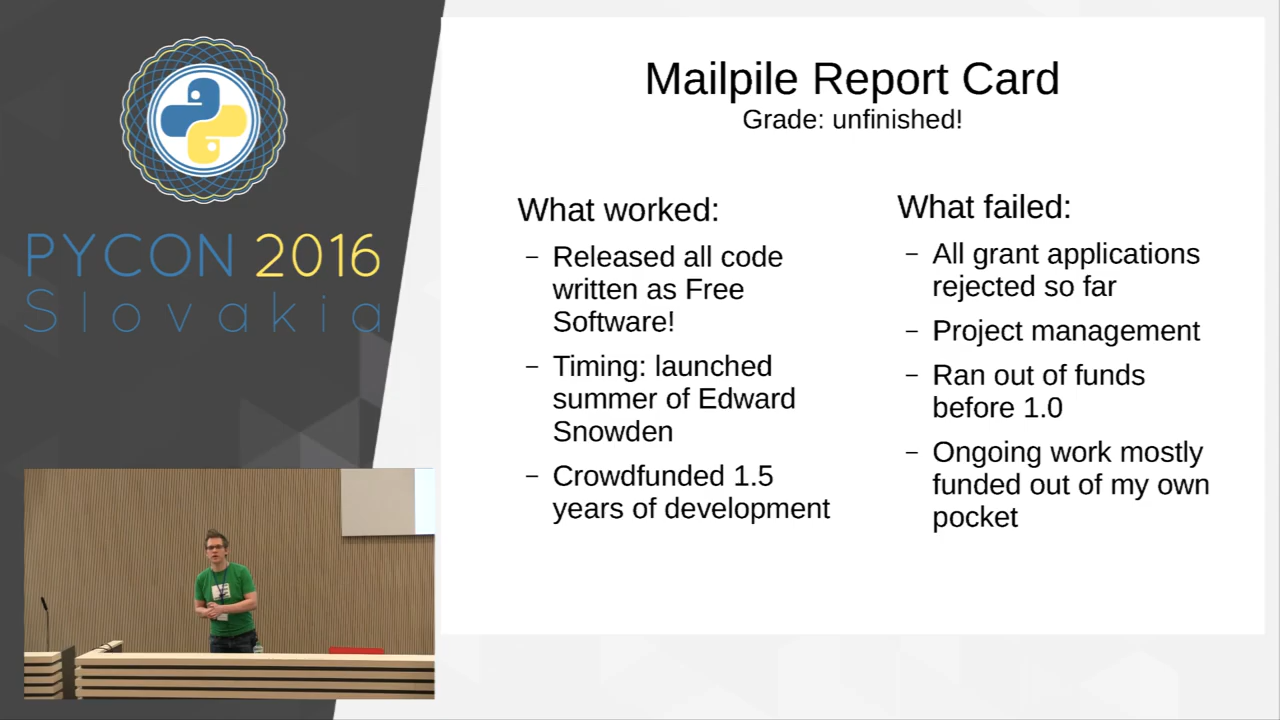 PYCON 2016
Slovakia
Mailpile Report Card
Grade: unfinished!
What worked:
– Released all code
written as Free
Software!
– Timing: launched
summer of Edward
Snowden
– Crowdfunded 1.5
years of development
What failed:
– All grant applications
rejected so far
– Project management
– Ran out of funds
before 1.0
– Ongoing work mostly
funded out of my own
pocket